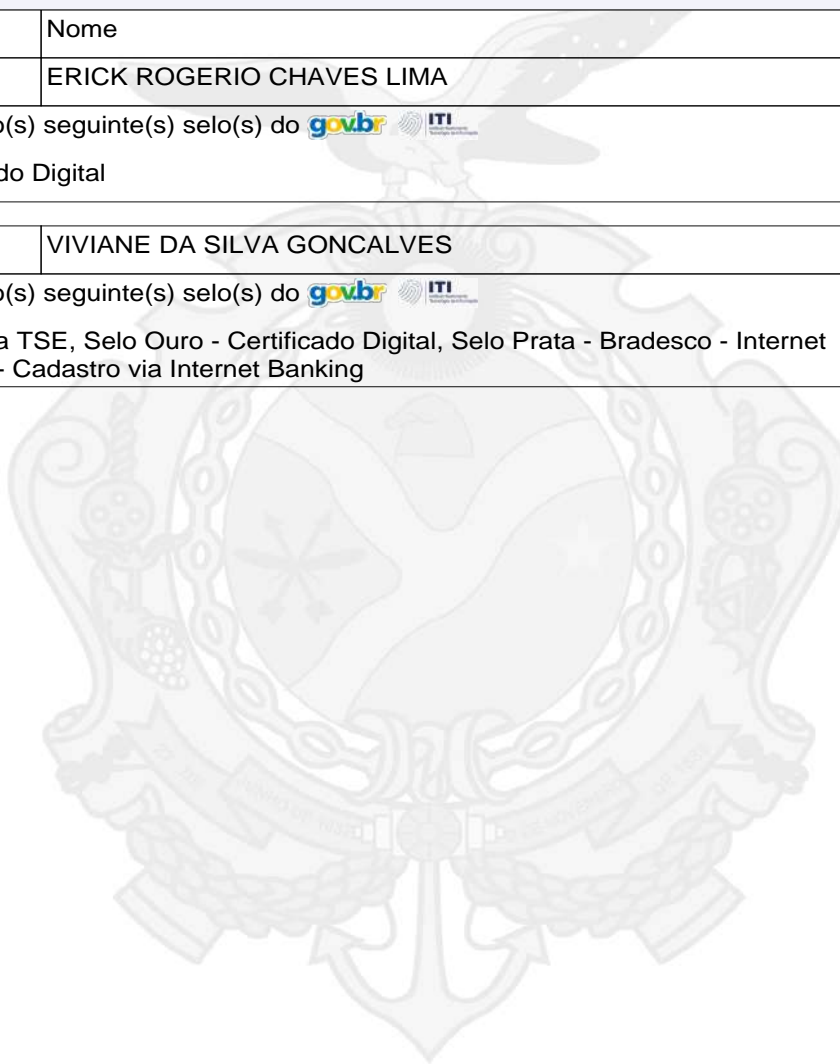 Nome
ERICK ROGERIO CHAVES LIMA
o(s) seguinte(s) selo(s) do gov.br ITI
do Digital
VIVIANE DA SILVA GONCALVES
o(s) seguinte(s) selo(s) do gov.br ITI
a TSE, Selo Ouro - Certificado Digital, Selo Prata - Bradesco - Internet
- Cadastro via Internet Banking